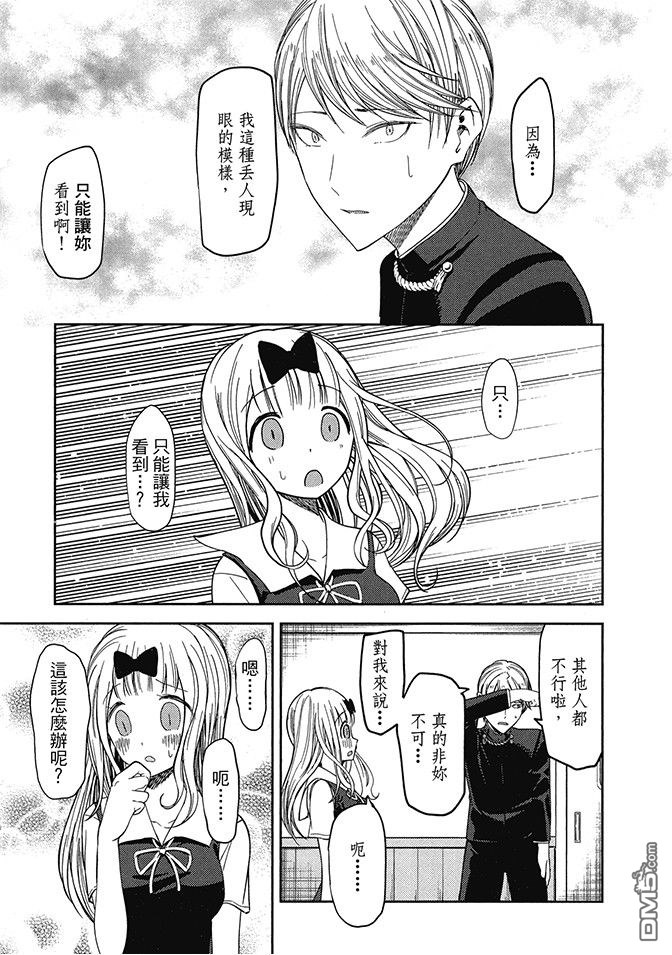 因為…
我這種丟人現
眼的模樣，
只能讓妳
看到啊！
只…
只能讓我
看到…？
其他人都
不行啦，
真的非妳
不可…
對我來說…
呃……
嗯……
呃……
這該怎麼辦呢？
DM5.com